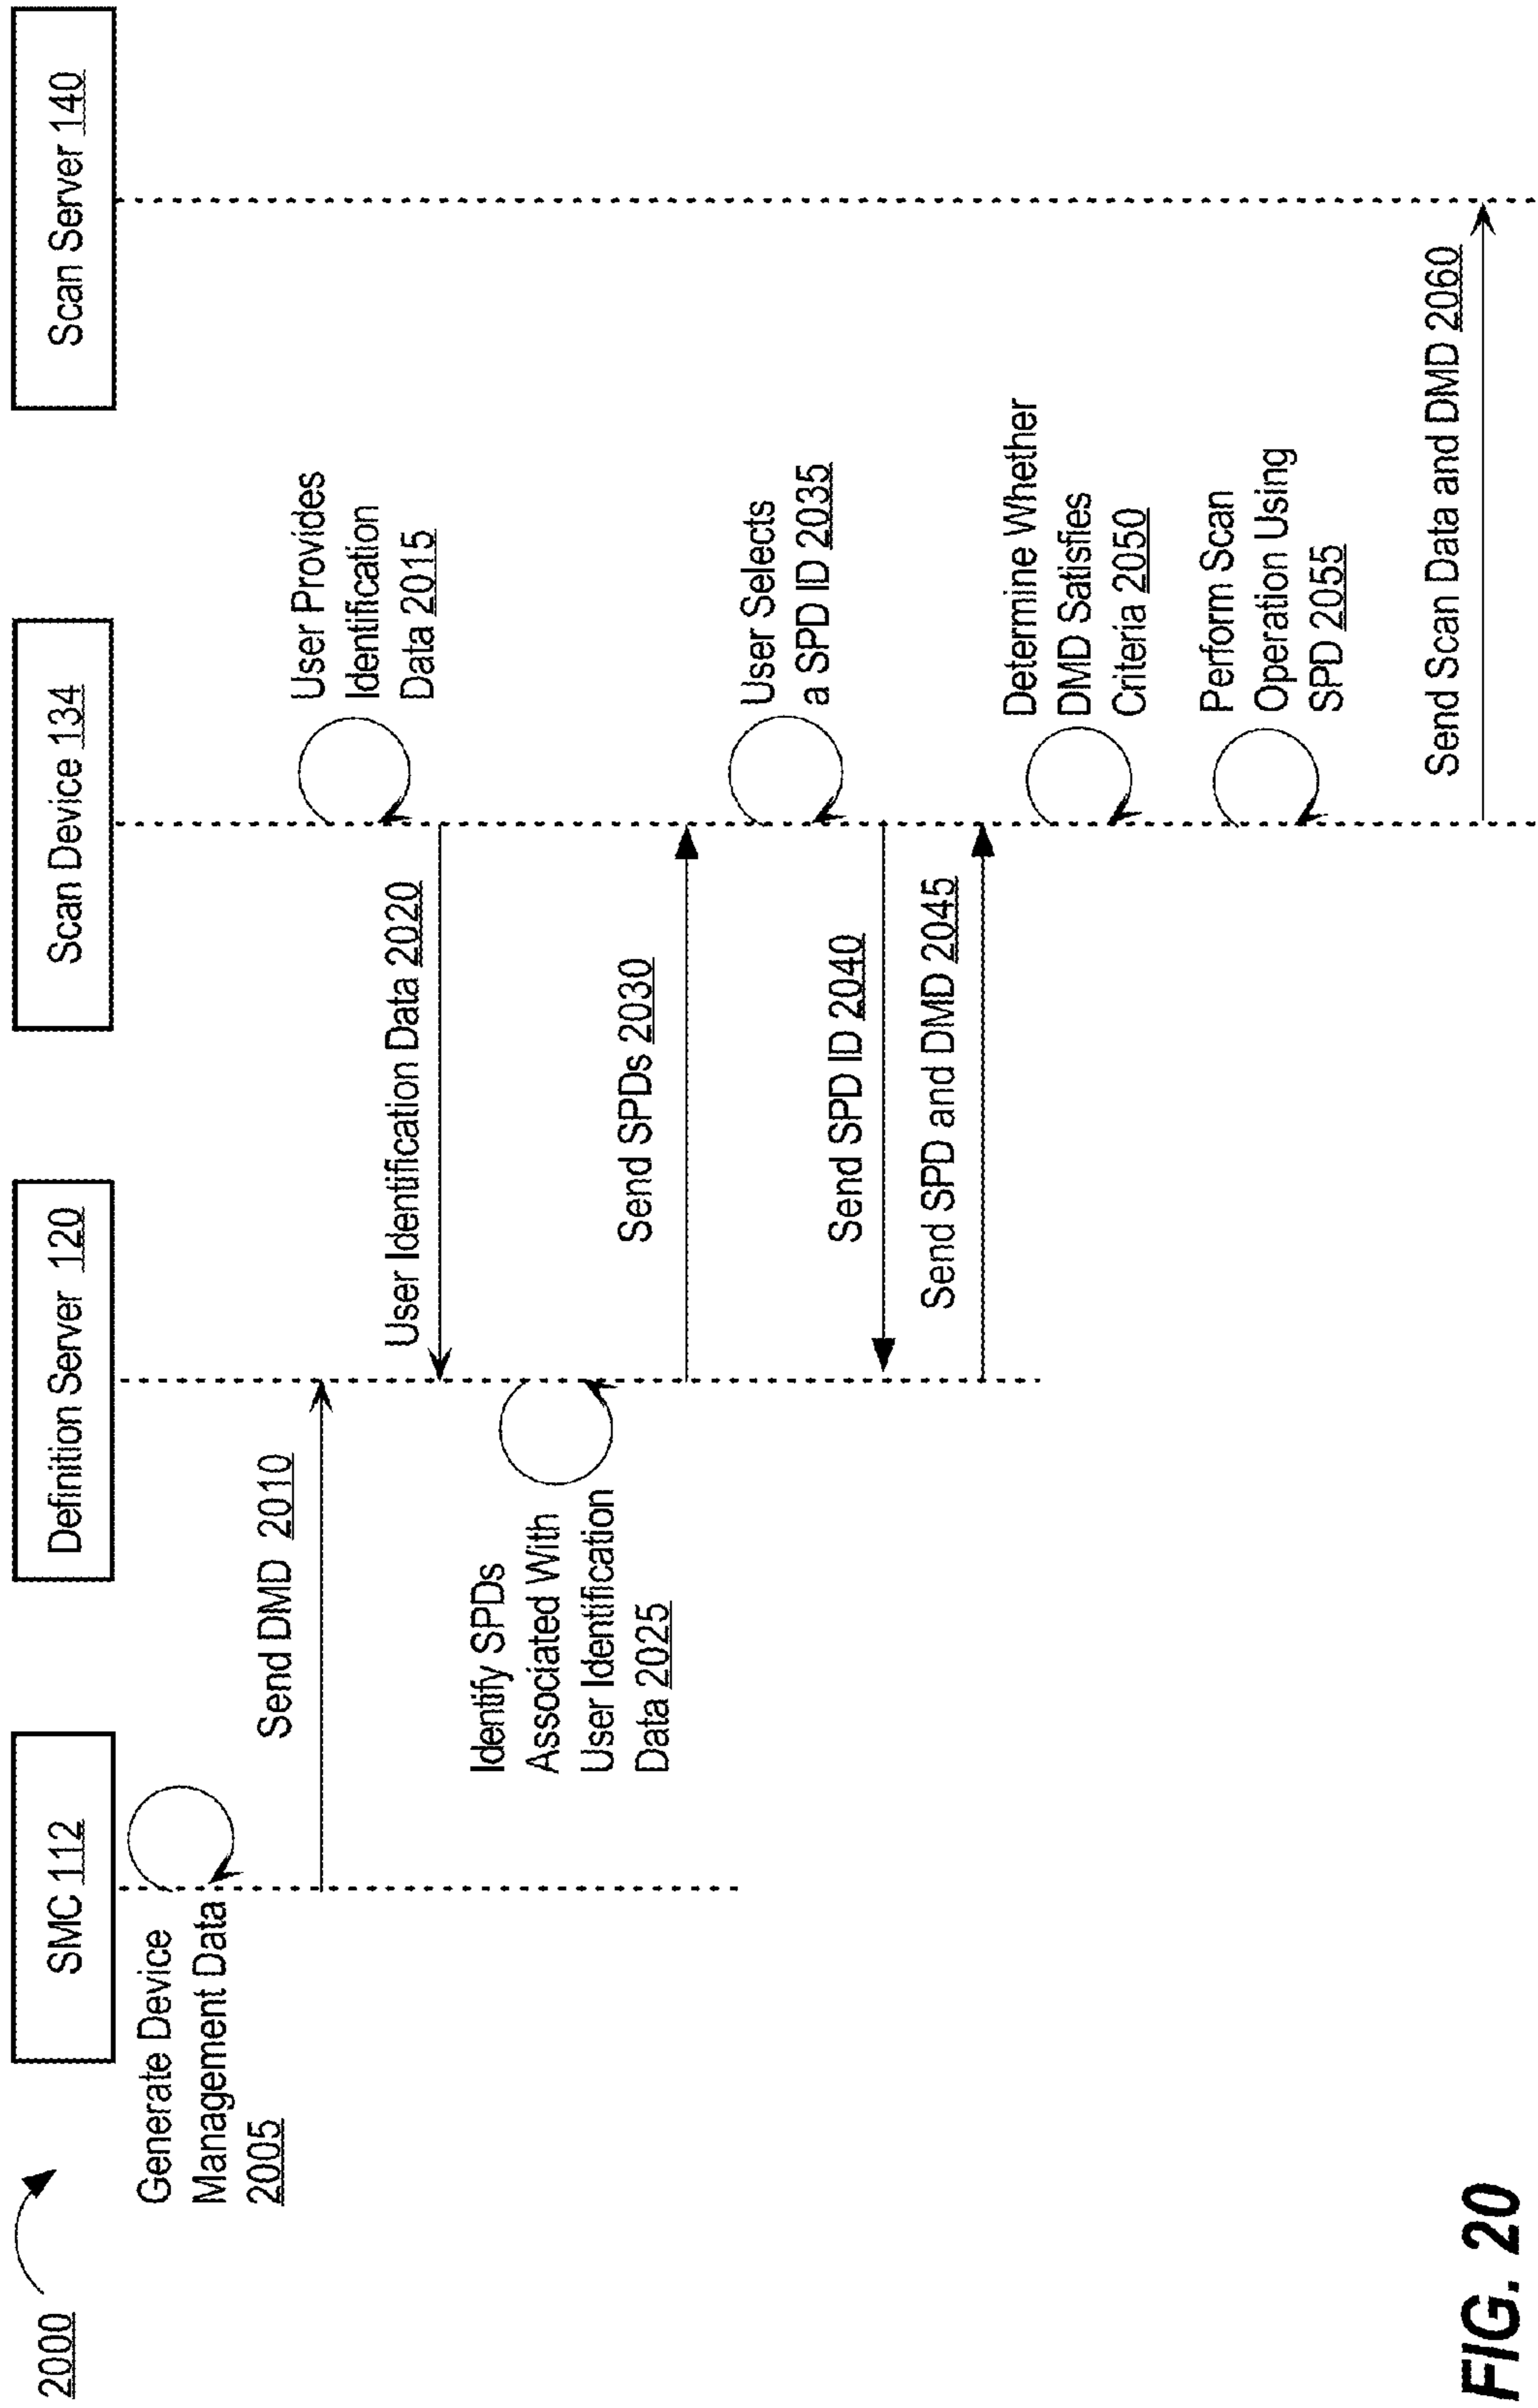 2000
SMC 112
Definition Server 120
Scan Device 134
Scan Server 140
Generate Device
Management Data
2005
Send DMD 2010
User Provides
Identification
Data 2015
User Identification Data 2020
Identify SPDs
Associated With
User Identification
Data 2025
Send SPDs 2030
User Selects
a SPD ID 2035
Send SPD ID 2040
Send SPD and DMD 2045
Determine Whether
DMD Satisfies
Criteria 2050
Perform Scan
Operation Using
SPD 2055
Send Scan Data and DMD 2060
FIG. 20